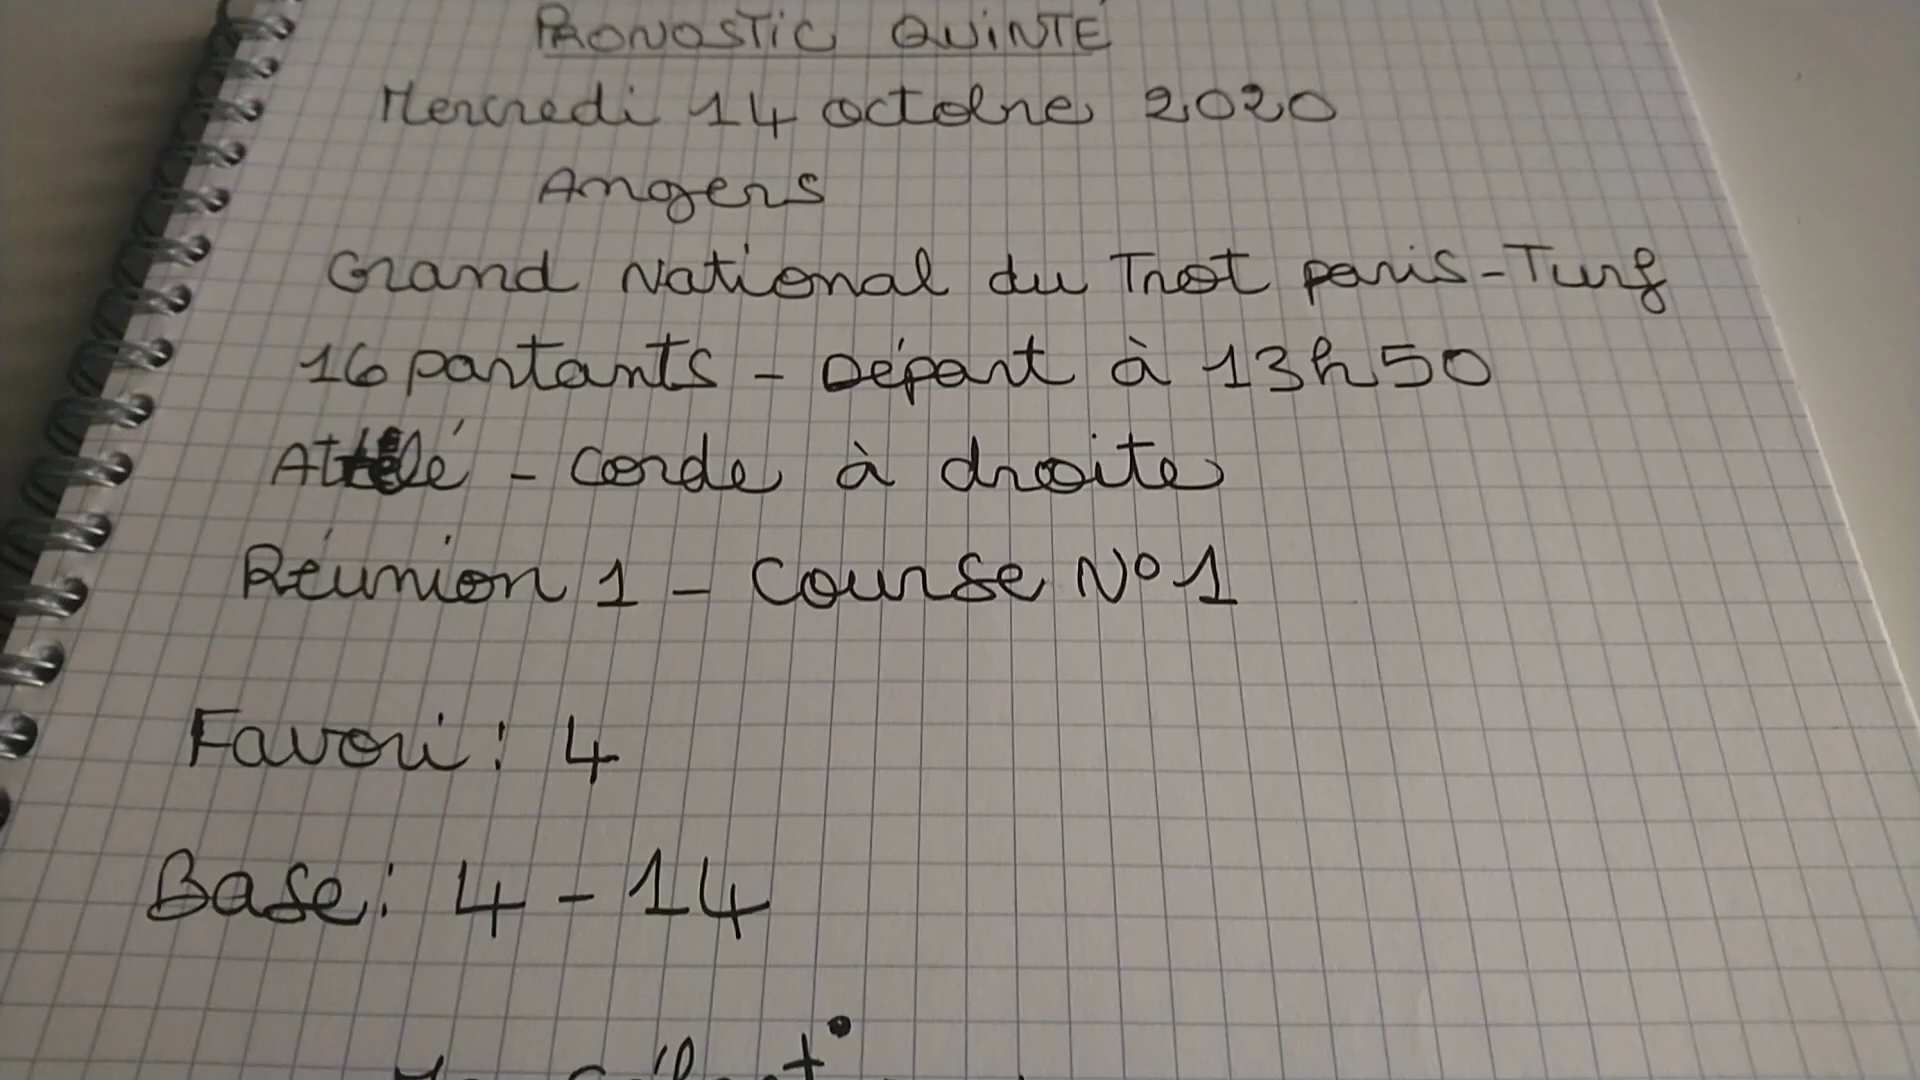 PRONOSTIC QUINTÉ
Mercredi 14 octobre 2020
Angers
Grand National du Trot paris-Turf
16 partants - Départ à 13h50
Attelé - Corde à droite
Réunion 1 - Course N°1
Favori: 4
Base: 4 - 14